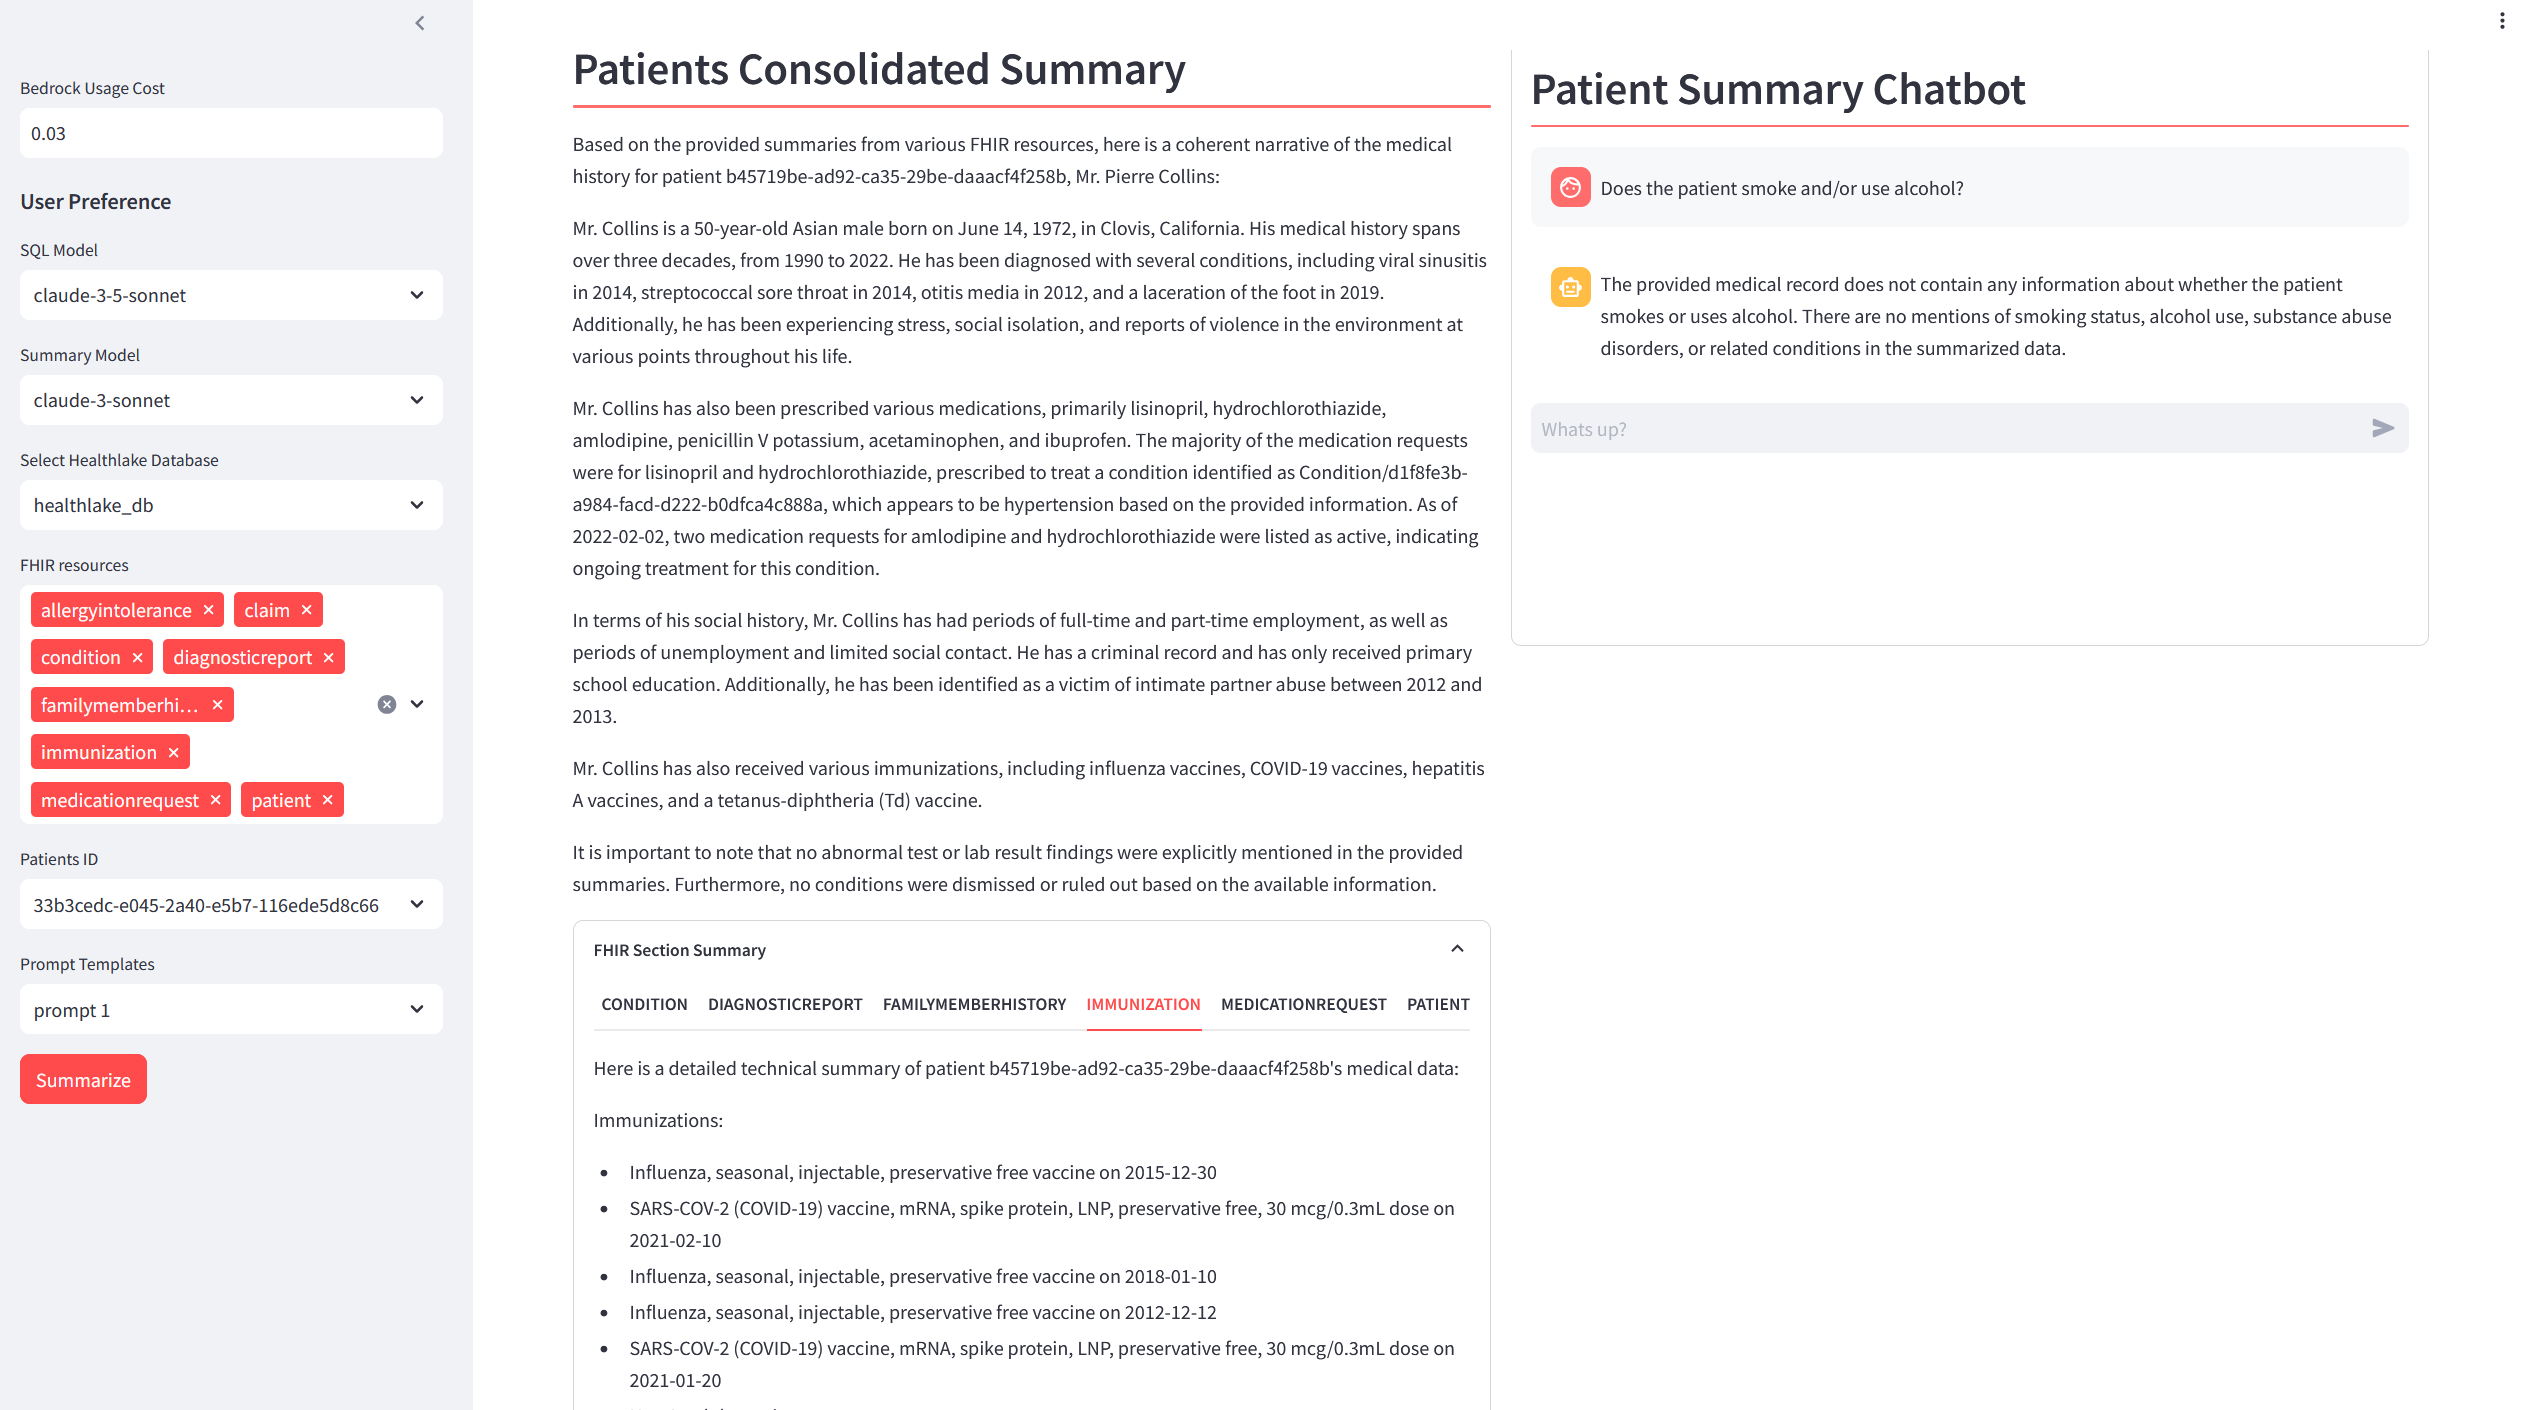 Bedrock Usage Cost
0.03
User Preference
SQL Model
claude-3-5-sonnet
Summary Model
claude-3-sonnet
Select Healthlake Database
healthlake_db
FHIR resources
allergyintolerance
claim
condition
diagnosticreport
familymemberhi...
immunization
medicationrequest
patient
Patients ID
33b3cedc-e045-2a40-e5b7-116ede5d8c66
Prompt Templates
prompt 1
Summarize
Patients Consolidated Summary
Based on the provided summaries from various FHIR resources, here is a coherent narrative of the medical
history for patient b45719be-ad92-ca35-29be-daaacf4f258b, Mr. Pierre Collins:
Mr. Collins is a 50-year-old Asian male born on June 14, 1972, in Clovis, California. His medical history spans
over three decades, from 1990 to 2022. He has been diagnosed with several conditions, including viral sinusitis
in 2014, streptococcal sore throat in 2014, otitis media in 2012, and a laceration of the foot in 2019.
Additionally, he has been experiencing stress, social isolation, and reports of violence in the environment at
various points throughout his life.
Mr. Collins has also been prescribed various medications, primarily lisinopril, hydrochlorothiazide,
amlodipine, penicillin V potassium, acetaminophen, and ibuprofen. The majority of the medication requests
were for lisinopril and hydrochlorothiazide, prescribed to treat a condition identified as Condition/d1f8fe3b-
a984-facd-d222-b0dfca4c888a, which appears to be hypertension based on the provided information. As of
2022-02-02, two medication requests for amlodipine and hydrochlorothiazide were listed as active, indicating
ongoing treatment for this condition.
In terms of his social history, Mr. Collins has had periods of full-time and part-time employment, as well as
periods of unemployment and limited social contact. He has a criminal record and has only received primary
school education. Additionally, he has been identified as a victim of intimate partner abuse between 2012 and
2013.
Mr. Collins has also received various immunizations, including influenza vaccines, COVID-19 vaccines, hepatitis
A vaccines, and a tetanus-diphtheria (Td) vaccine.
It is important to note that no abnormal test or lab result findings were explicitly mentioned in the provided
summaries. Furthermore, no conditions were dismissed or ruled out based on the available information.
FHIR Section Summary
CONDITION DIAGNOSTICREPORT FAMILYMEMBERHISTORY IMMUNIZATION MEDICATIONREQUEST PATIENT
Here is a detailed technical summary of patient b45719be-ad92-ca35-29be-daaacf4f258b's medical data:
Immunizations:
Influenza, seasonal, injectable, preservative free vaccine on 2015-12-30
SARS-COV-2 (COVID-19) vaccine, mRNA, spike protein, LNP, preservative free, 30 mcg/0.3mL dose on
2021-02-10
Influenza, seasonal, injectable, preservative free vaccine on 2018-01-10
Influenza, seasonal, injectable, preservative free vaccine on 2012-12-12
SARS-COV-2 (COVID-19) vaccine, mRNA, spike protein, LNP, preservative free, 30 mcg/0.3mL dose on
2021-01-20
Patient Summary Chatbot
Does the patient smoke and/or use alcohol?
The provided medical record does not contain any information about whether the patient
smokes or uses alcohol. There are no mentions of smoking status, alcohol use, substance abuse
disorders, or related conditions in the summarized data.
Whats up?